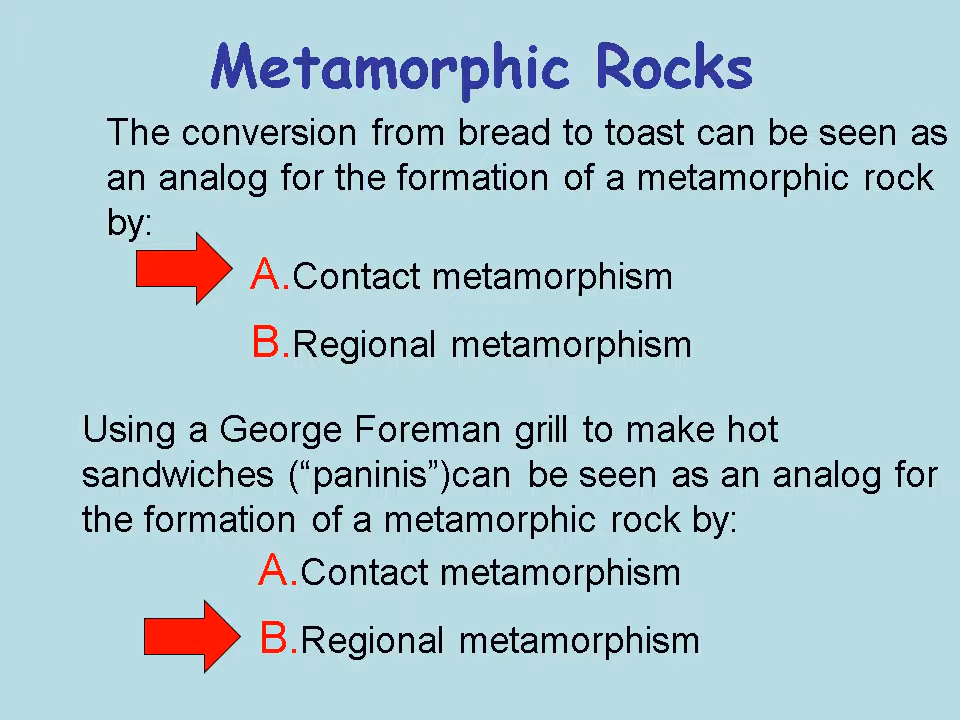 Metamorphic Rocks
The conversion from bread to toast can be seen as
an analog for the formation of a metamorphic rock
by:
A.Contact metamorphism
B.Regional metamorphism
Using a George Foreman grill to make hot
sandwiches (“paninis”)can be seen as an analog for
the formation of a metamorphic rock by:
A.Contact metamorphism
B.Regional metamorphism